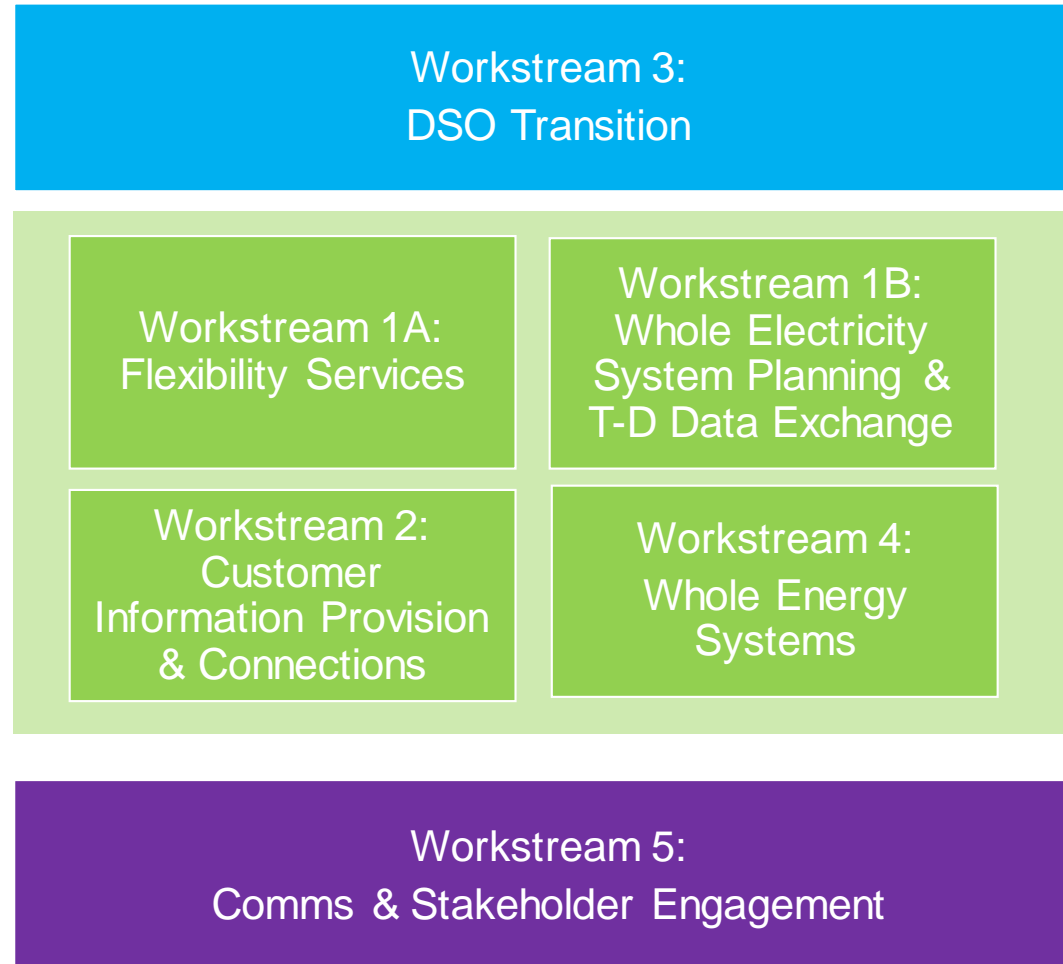 Workstream 3:
DSO Transition
Workstream 1A:
Flexibility Services
Workstream 1B:
Whole Electricity
System Planning &
T-D Data Exchange
Workstream 2:
Customer
Information Provision
& Connections
Workstream 4:
Whole Energy
Systems
Workstream 5:
Comms & Stakeholder Engagement